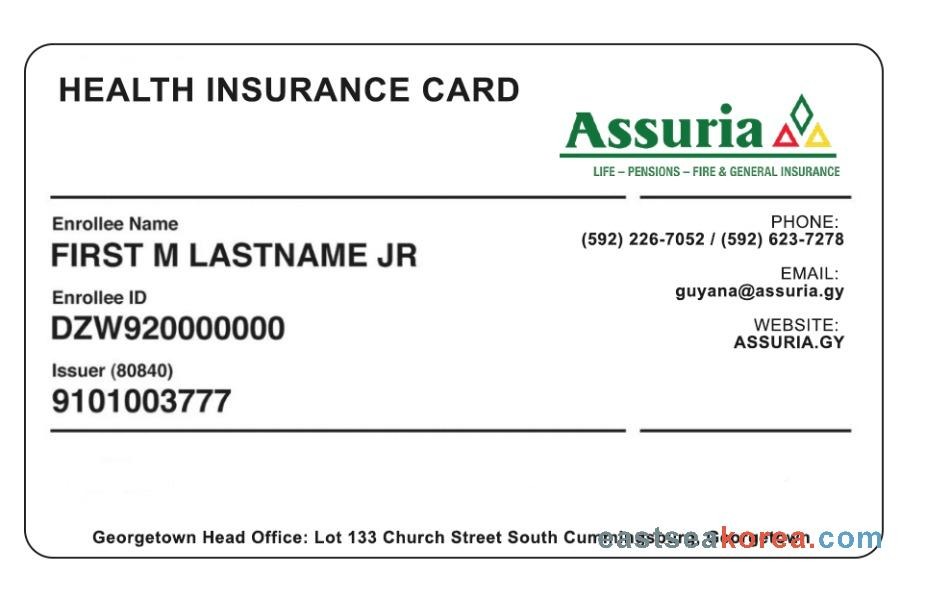 HEALTH INSURANCE CARD
Assuria
LIFE – PENSIONS – FIRE & GENERAL INSURANCE
Enrollee Name
FIRST M LASTNAME JR
Enrollee ID
DZW920000000
Issuer (80840)
9101003777
PHONE:
(592) 226-7052 / (592) 623-7278
EMAIL:
guyana@assuria.gy
WEBSITE:
ASSURIA.GY
Georgetown Head Office: Lot 133 Church Street South Cummingsburg, Georgetown
eastseakorea.com